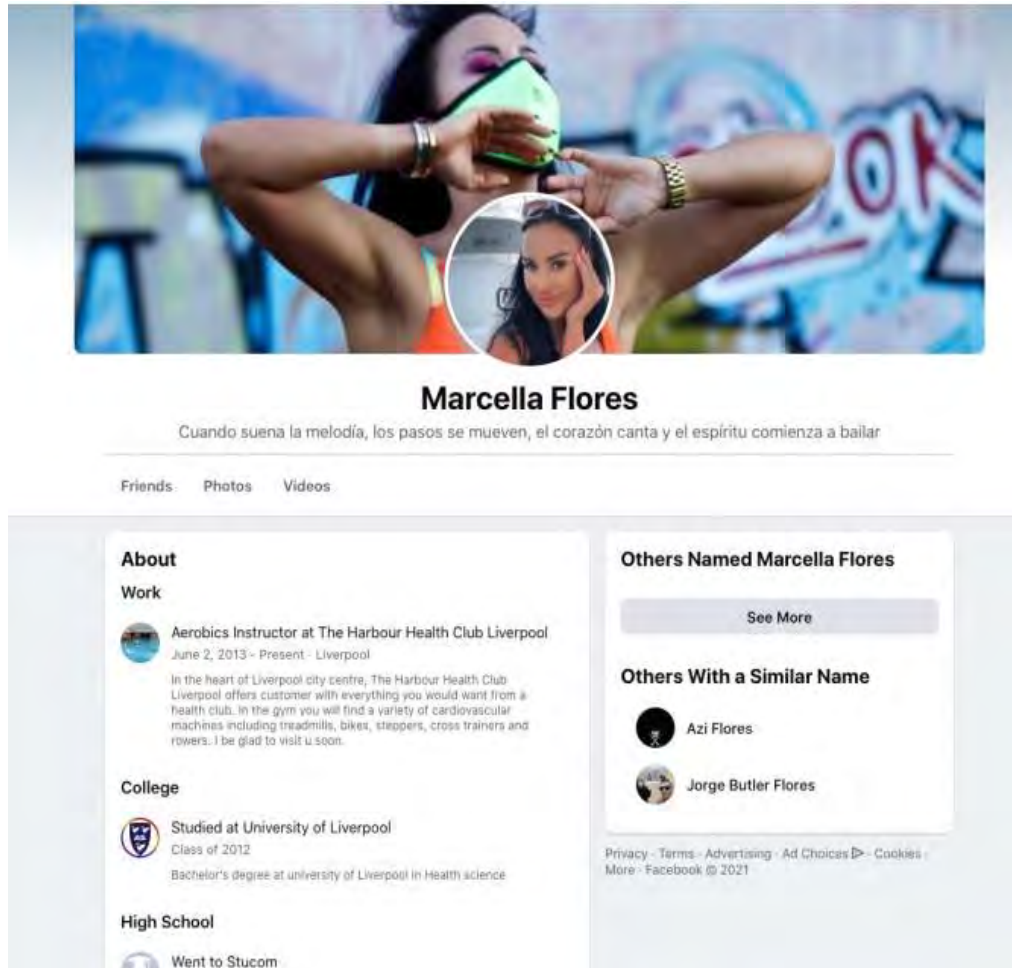 OK
Marcella Flores
Cuando suena la melodía, los pasos se mueven, el corazón canta y el espíritu comienza a bailar
Friends Photos Videos
About
Work
Aerobics Instructor at The Harbour Health Club Liverpool
June 2, 2013 - Present · Liverpool
In the heart of Liverpool city centre, The Harbour Health Club
Liverpool offers customer with everything you would want from a
health club. In the gym you will find a variety of cardiovascular
machines including treadmills, bikes, steppers, cross trainers and
rowers. I be glad to visit u soon.
College
Studied at University of Liverpool
Class of 2012
Bachelor's degree at university of Liverpool in Health science
High School
Went to Stucom
Others Named Marcella Flores
See More
Others With a Similar Name
Azi Flores
Jorge Butler Flores
Privacy · Terms · Advertising · Ad Choices · Cookies ·
More · Facebook © 2021